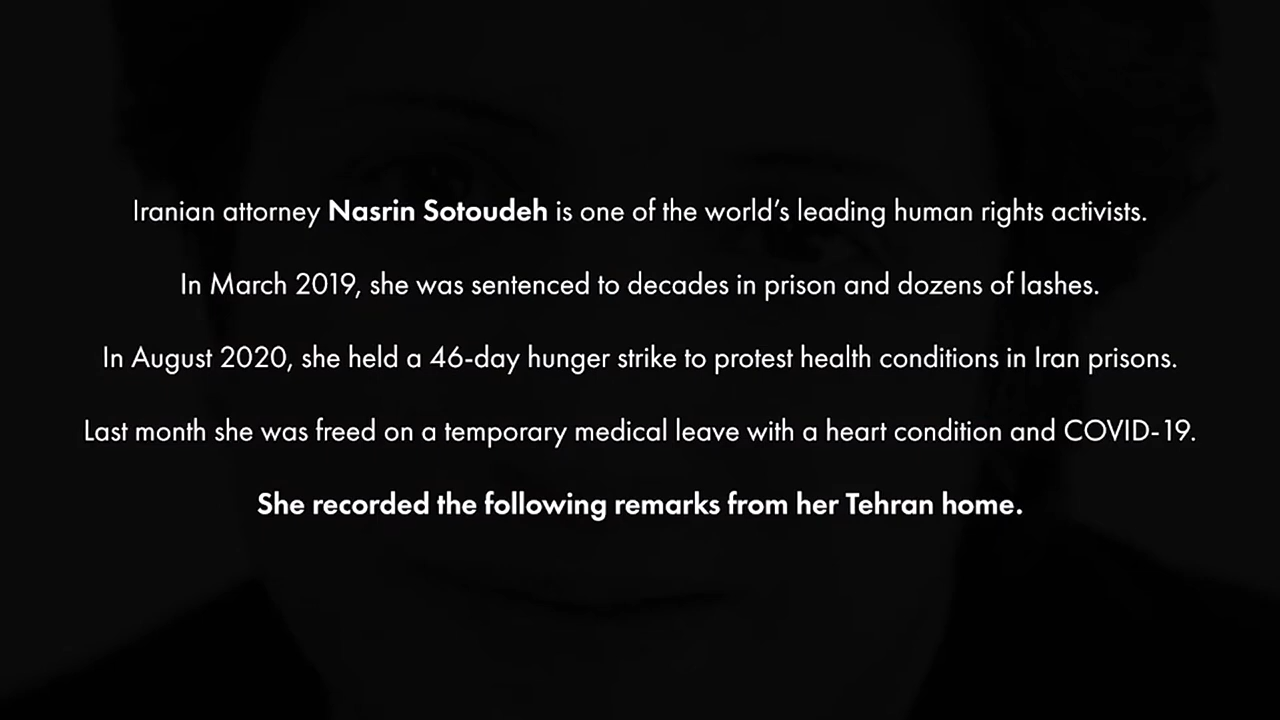 Iranian attorney Nasrin Sotoudeh is one of the world's leading human rights activists.
In March 2019, she was sentenced to decades in prison and dozens of lashes.
In August 2020, she held a 46-day hunger strike to protest health conditions in Iran prisons.
Last month she was freed on a temporary medical leave with a heart condition and COVID-19.
She recorded the following remarks from her Tehran home.